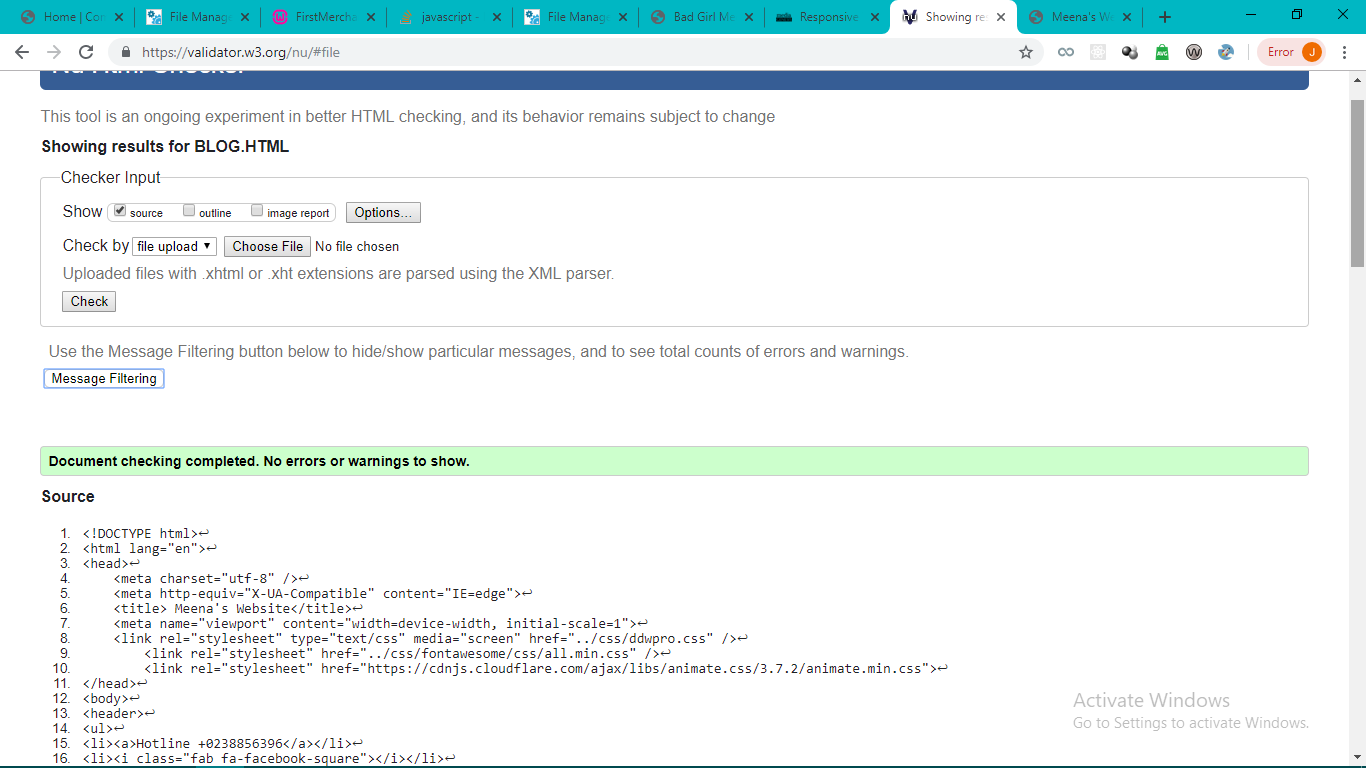 Home | Con
File Manage
FirstMercha
javascript -
File Manage
Bad Girl Me
Responsive
Showing res
Meena's We
https://validator.w3.org/nu/#file
Error J
This tool is an ongoing experiment in better HTML checking, and its behavior remains subject to change
Showing results for BLOG.HTML
Checker Input
Show source outline image report Options...
Check by file upload Choose File No file chosen
Uploaded files with .xhtml or .xht extensions are parsed using the XML parser.
Check
Use the Message Filtering button below to hide/show particular messages, and to see total counts of errors and warnings.
Message Filtering
Document checking completed. No errors or warnings to show.
Source
1. <!DOCTYPE html>↩
2. <html lang="en">↩
3. <head>↩
4. <meta charset="utf-8" />↩
5. <meta http-equiv="X-UA-Compatible" content="IE=edge">↩
6. <title> Meena's Website</title>↩
7. <meta name="viewport" content="width=device-width, initial-scale=1">↩
8. <link rel="stylesheet" type="text/css" media="screen" href="../css/ddwpro.css" />↩
9. <link rel="stylesheet" href="../css/fontawesome/css/all.min.css" />↩
10. <link rel="stylesheet" href="https://cdnjs.cloudflare.com/ajax/libs/animate.css/3.7.2/animate.min.css">↩
11. </head>↩
12. <body>↩
13. <header>↩
14. <ul>↩
15. <li><a>Hotline +0238856396</a></li>↩
16. <li><i class="fab fa-facebook-square"></i></li>↩
Activate Windows
Go to Settings to activate Windows.